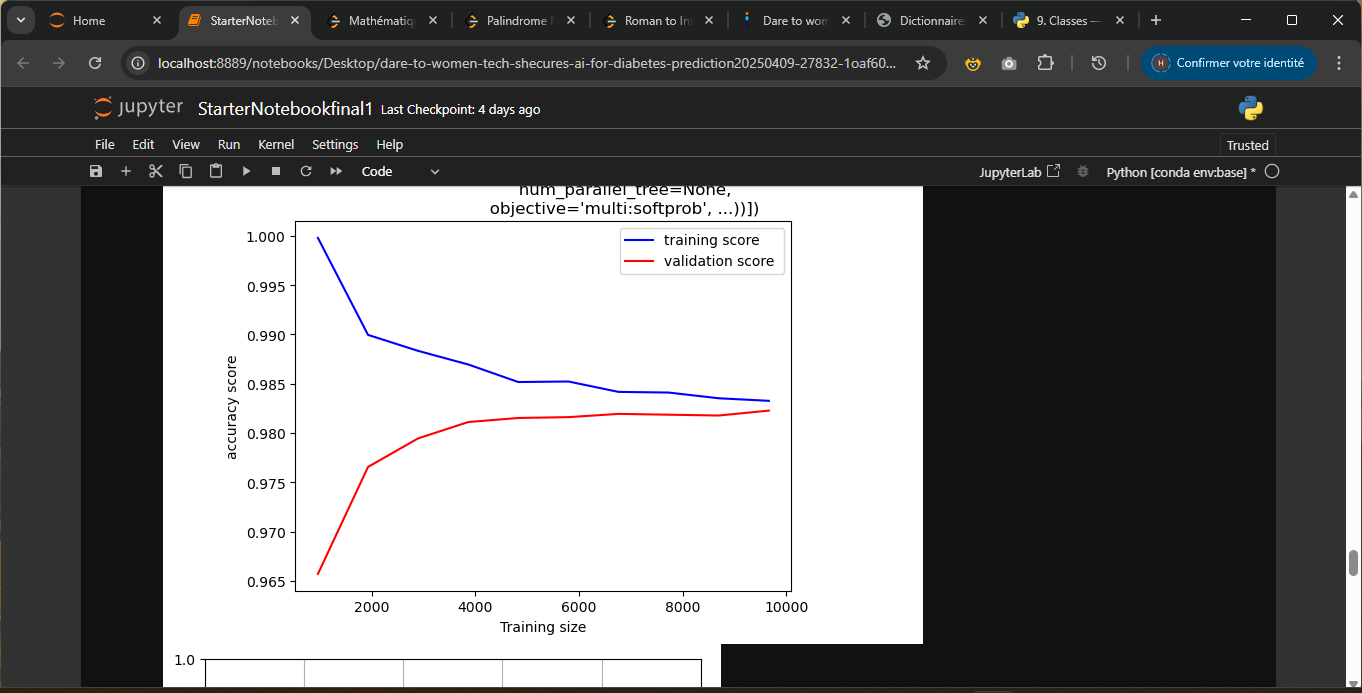 Home
StarterNoteb
Mathématiq
Palindrome
Roman to In
Dare to wom
Dictionnaire
9. Classes —
localhost:8889/notebooks/Desktop/dare-to-women-tech-shecures-ai-for-diabetes-prediction20250409-27832-1oaf60...
H Confirmer votre identité
jupyter StarterNotebookfinal1 Last Checkpoint: 4 days ago
File Edit View Run Kernel Settings Help
Trusted
Code
JupyterLab
Python [conda env:base] *
num_parallel_tree=None,
objective='multi:softprob', ...))])
training score
validation score
accuracy score
1.000
0.995
0.990
0.985
0.980
0.975
0.970
0.965
2000 4000 6000 8000 10000
Training size
1.0